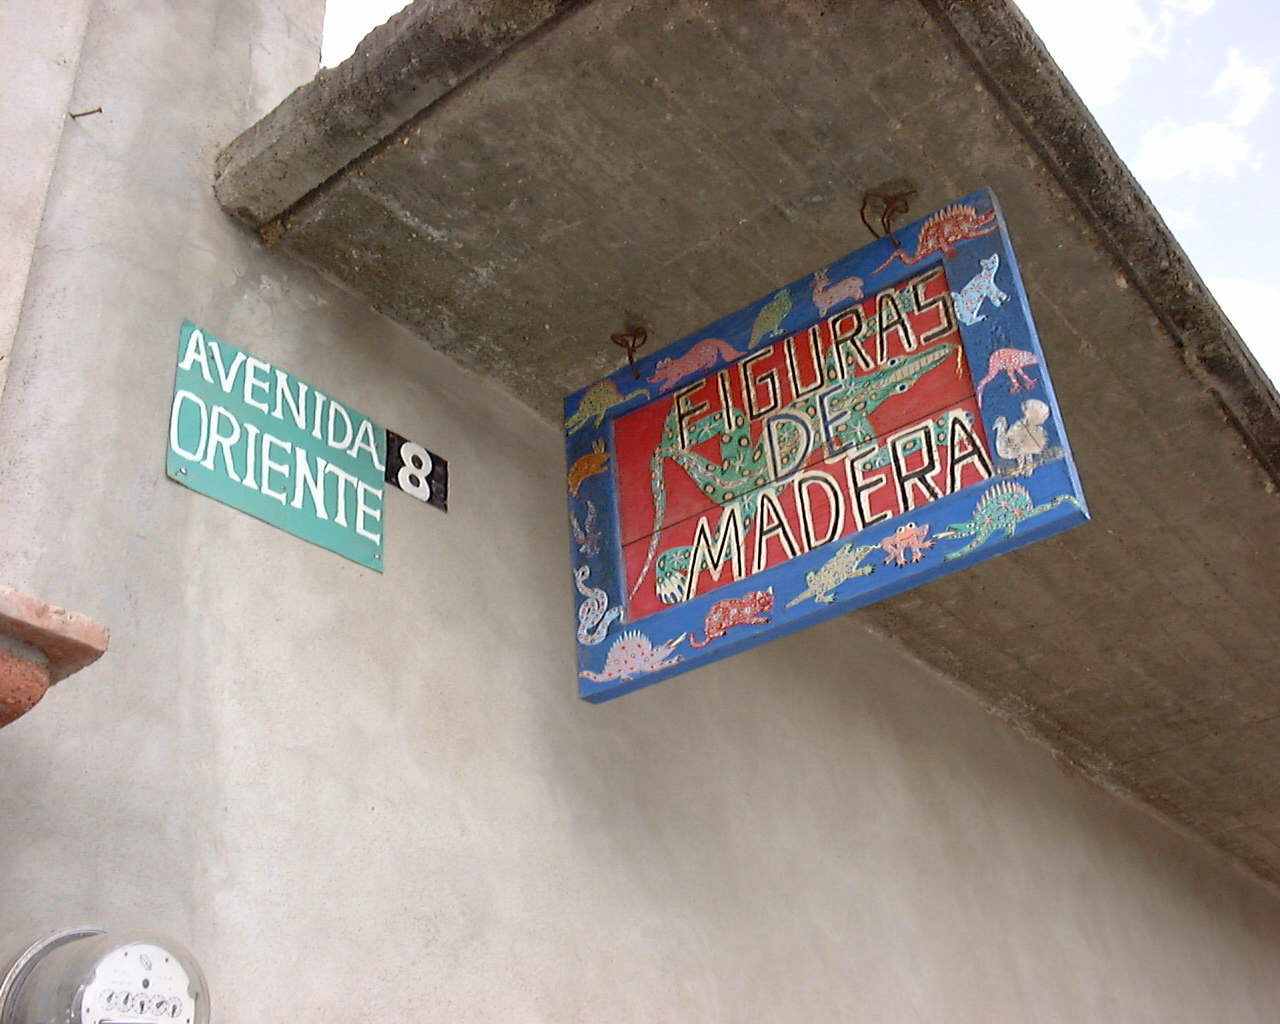 AVENIDA
ORIENTE
8
FIGURAS
DE
MADERA